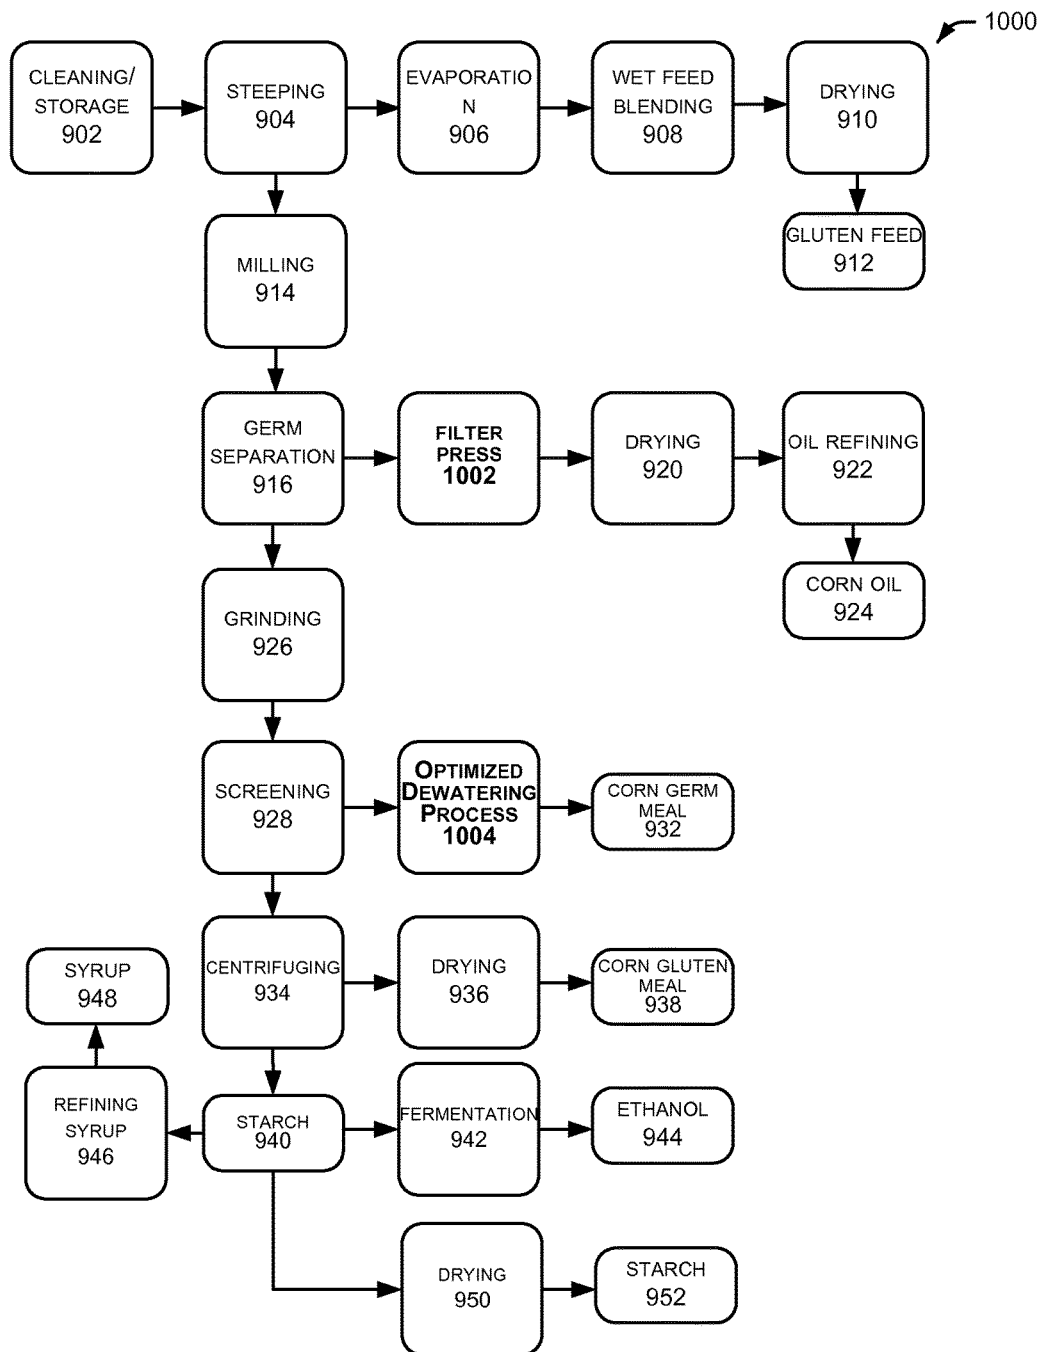 1000
CLEANING/
STORAGE
902
STEEPING
904
EVAPORATIO
N
906
WET FEED
BLENDING
908
DRYING
910
GLUTEN FEED
912
MILLING
914
GERM
SEPARATION
916
FILTER
PRESS
1002
DRYING
920
OIL REFINING
922
CORN OIL
924
GRINDING
926
SCREENING
928
OPTIMIZED
DEWATERING
PROCESS
1004
CORN GERM
MEAL
932
CENTRIFUGING
934
DRYING
936
CORN GLUTEN
MEAL
938
SYRUP
948
REFINING
SYRUP
946
STARCH
940
FERMENTATION
942
ETHANOL
944
DRYING
950
STARCH
952